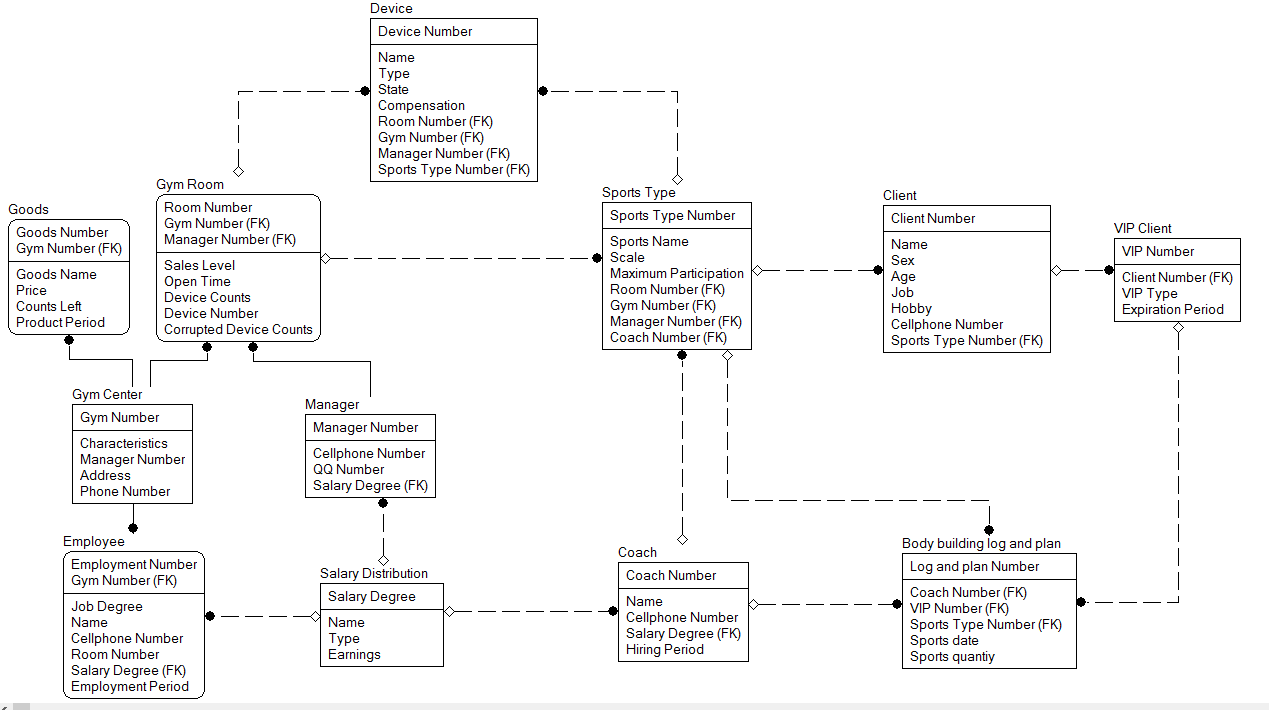 Device
Device Number
Name
Type
State
Compensation
Room Number (FK)
Gym Number (FK)
Manager Number (FK)
Sports Type Number (FK)
Gym Room
Room Number
Gym Number (FK)
Manager Number (FK)
Sales Level
Open Time
Device Counts
Device Number
Corrupted Device Counts
Sports Type
Sports Type Number
Sports Name
Scale
Maximum Participation
Room Number (FK)
Gym Number (FK)
Manager Number (FK)
Coach Number (FK)
Client
Client Number
Name
Sex
Age
Job
Hobby
Cellphone Number
Sports Type Number (FK)
VIP Client
VIP Number
Client Number (FK)
VIP Type
Expiration Period
Goods
Goods Number
Gym Number (FK)
Goods Name
Price
Counts Left
Product Period
Gym Center
Gym Number
Characteristics
Manager Number
Address
Phone Number
Manager
Manager Number
Cellphone Number
QQ Number
Salary Degree (FK)
Employee
Employment Number
Gym Number (FK)
Job Degree
Name
Cellphone Number
Room Number
Salary Degree (FK)
Employment Period
Salary Distribution
Salary Degree
Name
Type
Earnings
Coach
Coach Number
Name
Cellphone Number
Salary Degree (FK)
Hiring Period
Body building log and plan
Log and plan Number
Coach Number (FK)
VIP Number (FK)
Sports Type Number (FK)
Sports date
Sports quantiy